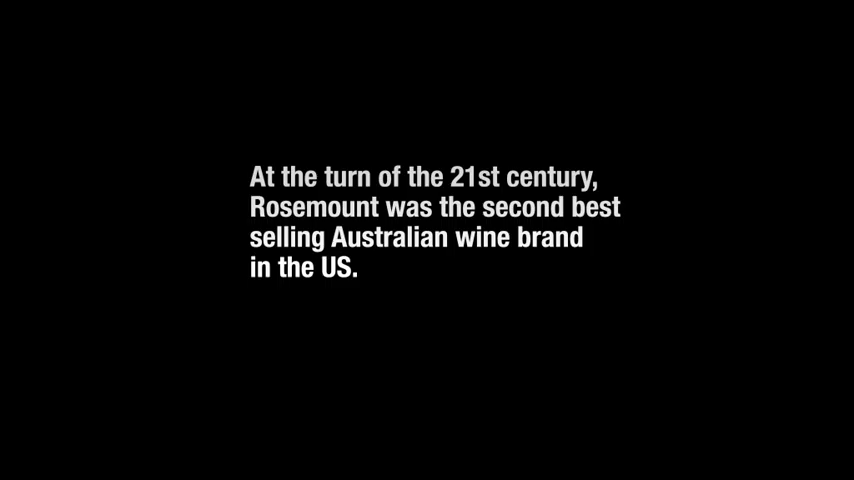 At the turn of the 21st century,
Rosemount was the second best
selling Australian wine brand
in the US.